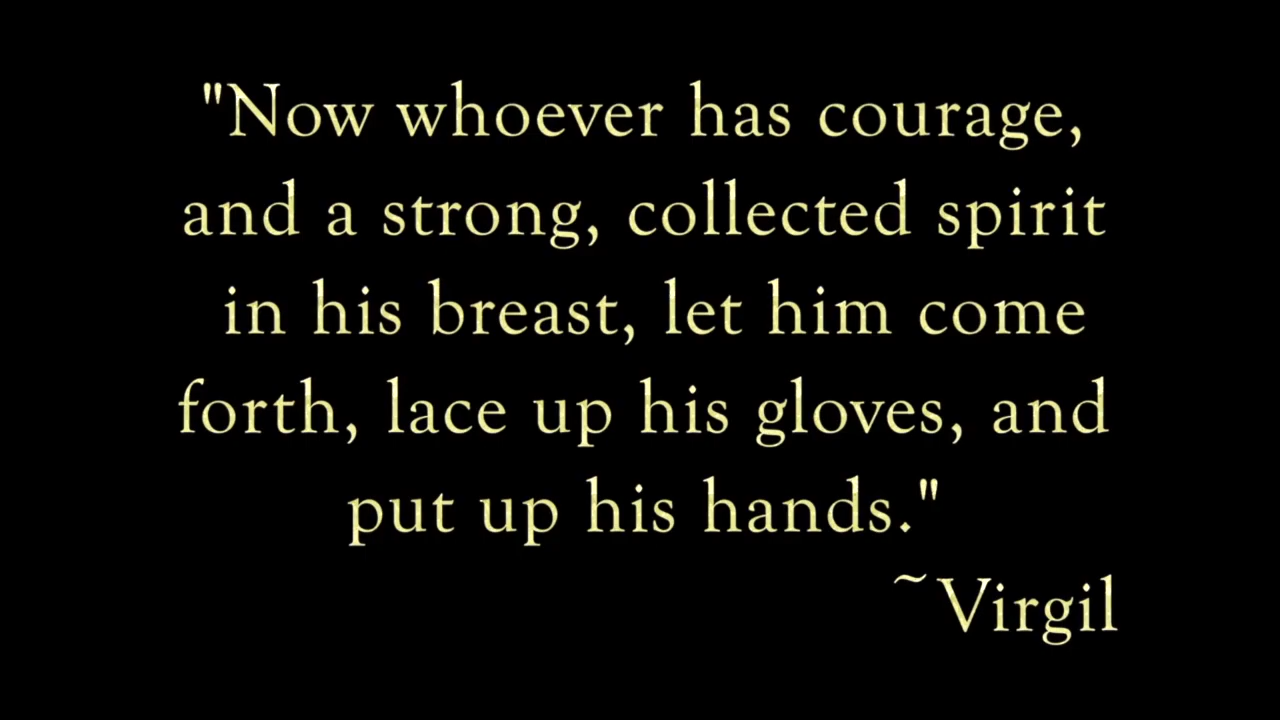 "Now whoever has courage,
and a strong, collected spirit
in his breast, let him come
forth, lace up his gloves, and
put up his hands."
~Virgil